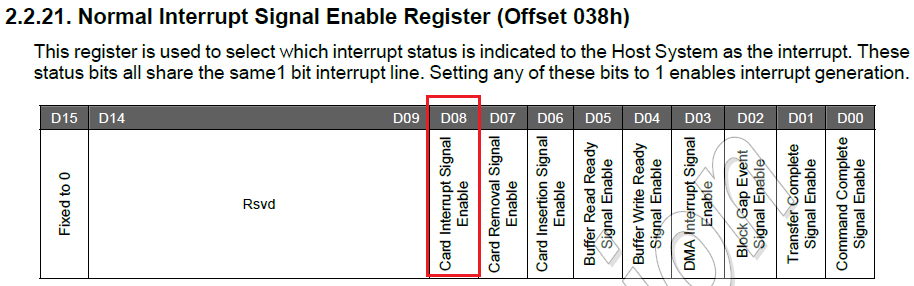 2.2.21. Normal Interrupt Signal Enable Register (Offset 038h)
This register is used to select which interrupt status is indicated to the Host System as the interrupt. These
status bits all share the same1 bit interrupt line. Setting any of these bits to 1 enables interrupt generation.
D15 D14 D09 D08 D07 D06 D05 D04 D03 D02 D01 D00
Fixed to 0
Rsvd
Card Interrupt Signal
Enable
Card Removal Signal
Enable
Card Insertion Signal
Enable
Buffer Read Ready
Signal Enable
Buffer Write Ready
Signal Enable
DMA Interrupt Signal
Enable
Block Gap Event
Signal Enable
Transfer Complete
Signal Enable
Command Complete
Signal Enable